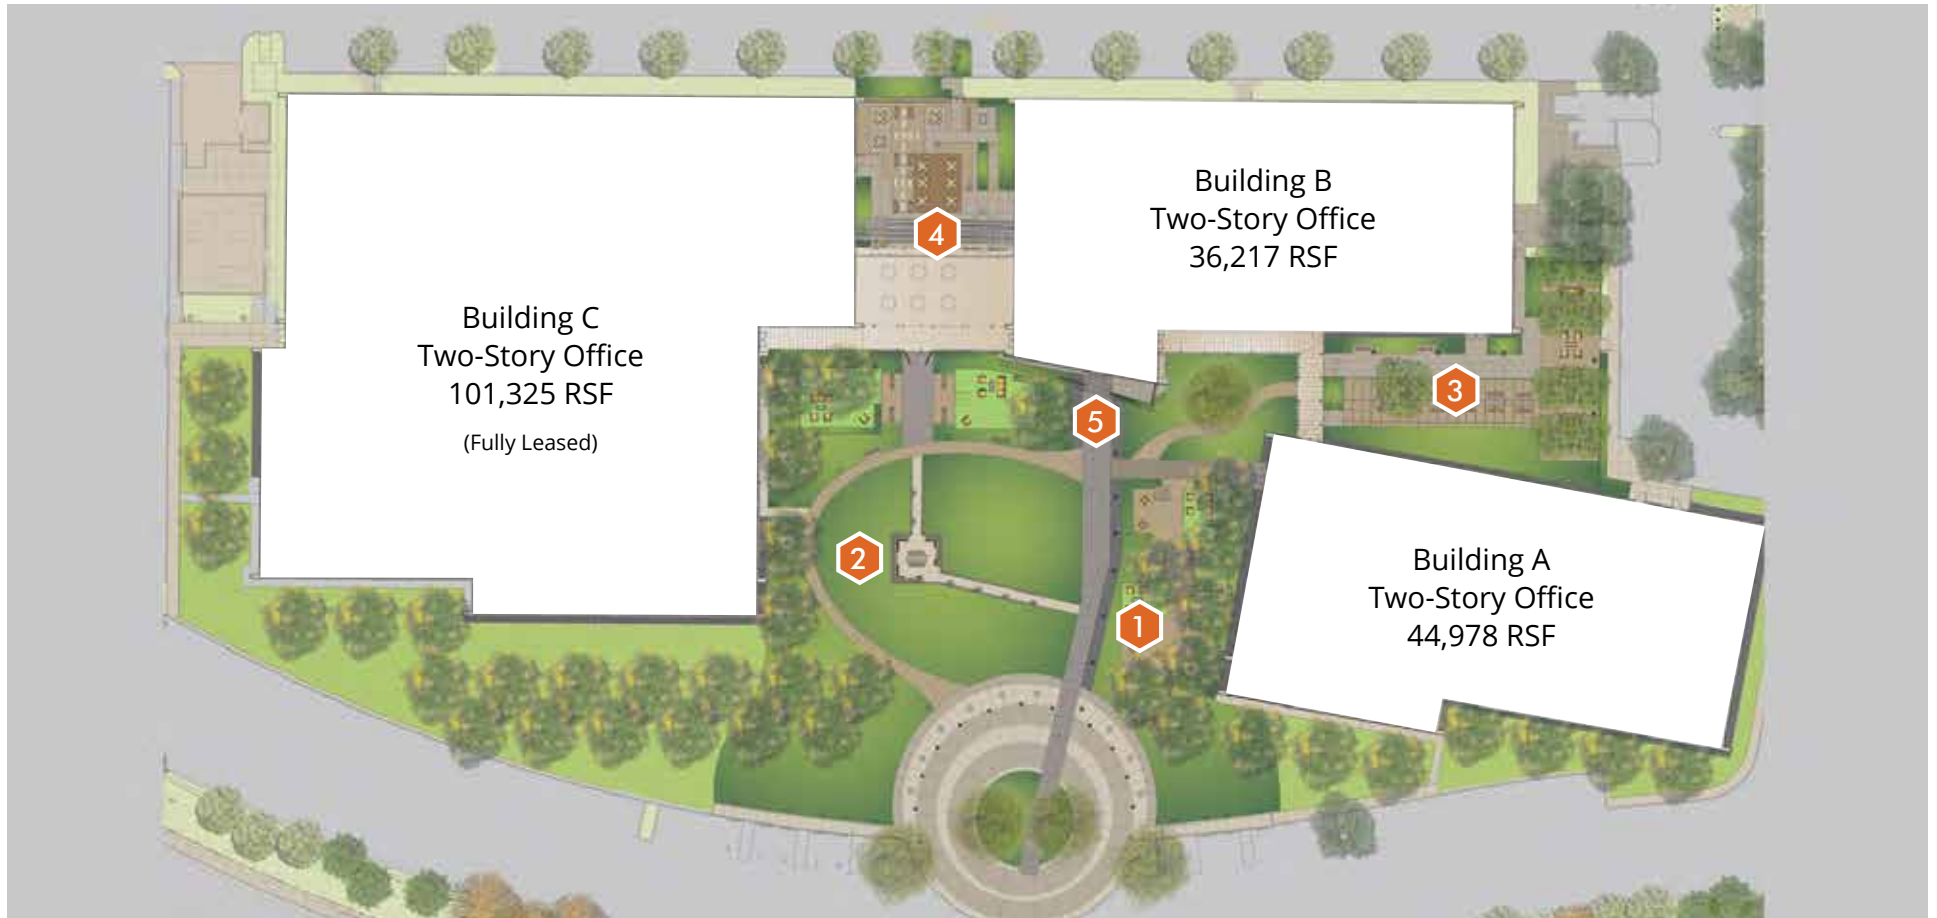 Building C
Two-Story Office
101,325 RSF
(Fully Leased)
4
Building B
Two-Story Office
36,217 RSF
3
5
2
1
Building A
Two-Story Office
44,978 RSF